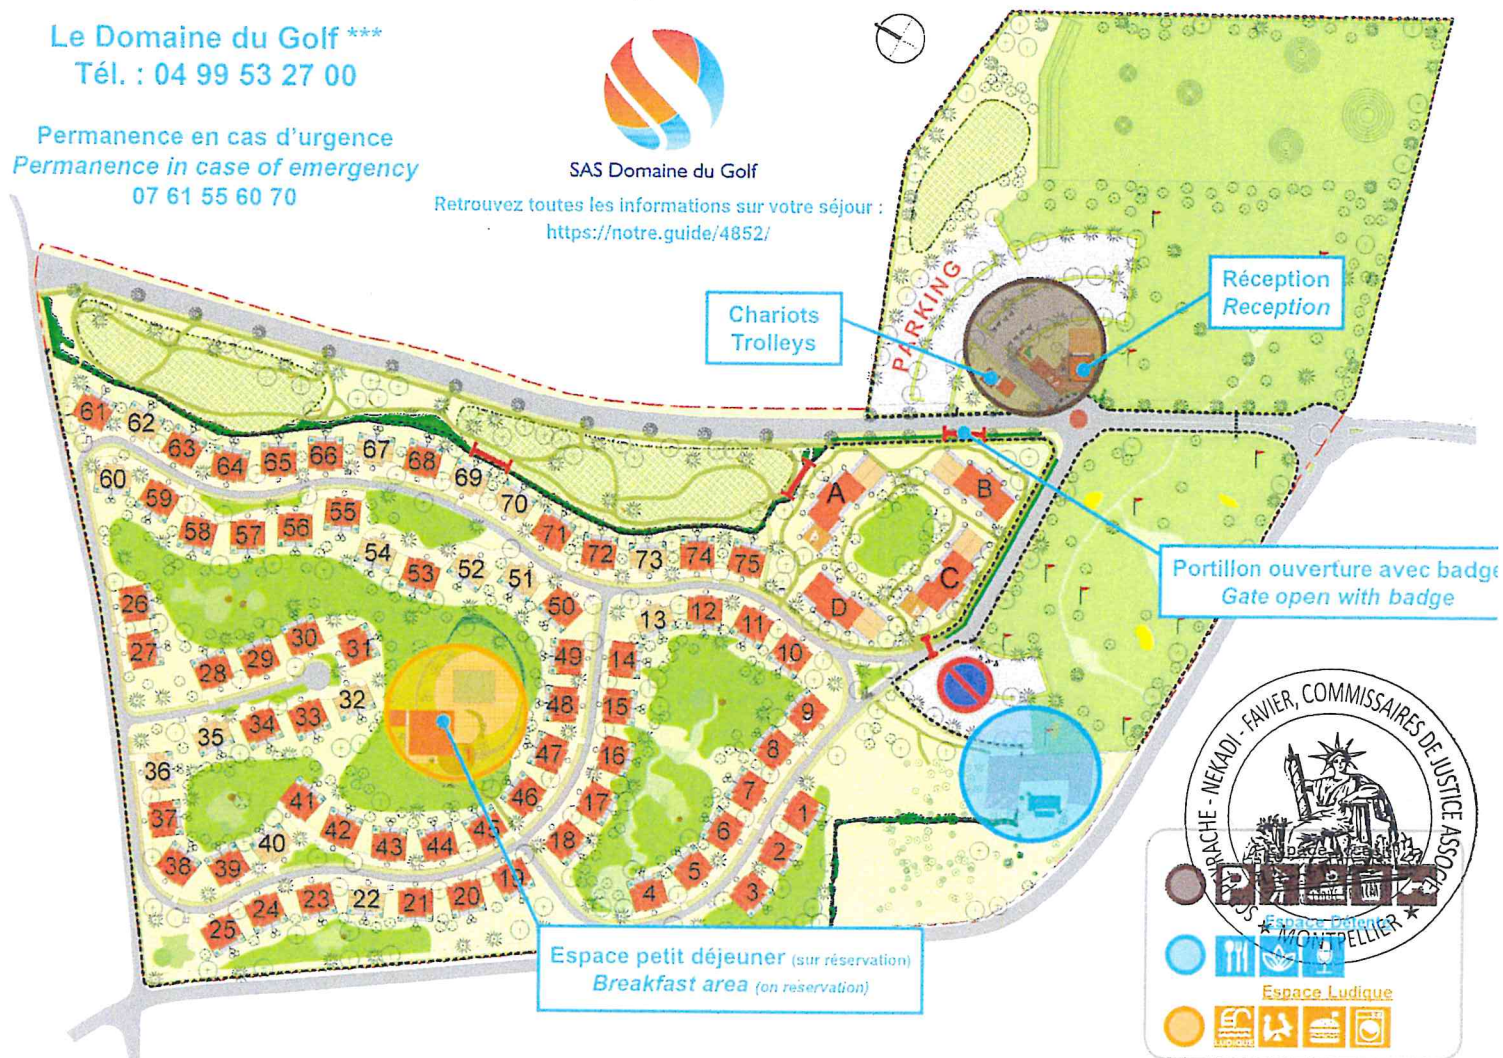 Le Domaine du Golf ***
Tél. : 04 99 53 27 00
Permanence en cas d'urgence
Permanence in case of emergency
07 61 55 60 70
SAS Domaine du Golf
Retrouvez toutes les informations sur votre séjour :
https://notre.guide/4852/
PARKING
Chariots
Trolleys
Réception
Reception
Portillon ouverture avec badge
Gate open with badge
Espace petit déjeuner (sur réservation)
Breakfast area (on reservation)
A
B
C
D
61
62
63
64
65
66
67
68
69
70
71
72
73
74
75
60
59
58
57
56
55
54
53
52
51
50
26
27
28
29
30
31
32
33
34
35
36
37
38
39
40
41
42
43
44
45
46
47
48
49
13
12
11
10
14
15
16
17
18
9
8
7
6
5
4
1
2
3
25
24
23
22
21
20
19
NEKADI - FAVIER, COMMISSAIRES DE JUSTICE
MONTPELLIER
Espace Détente
Espace Ludique
LUDIQUE